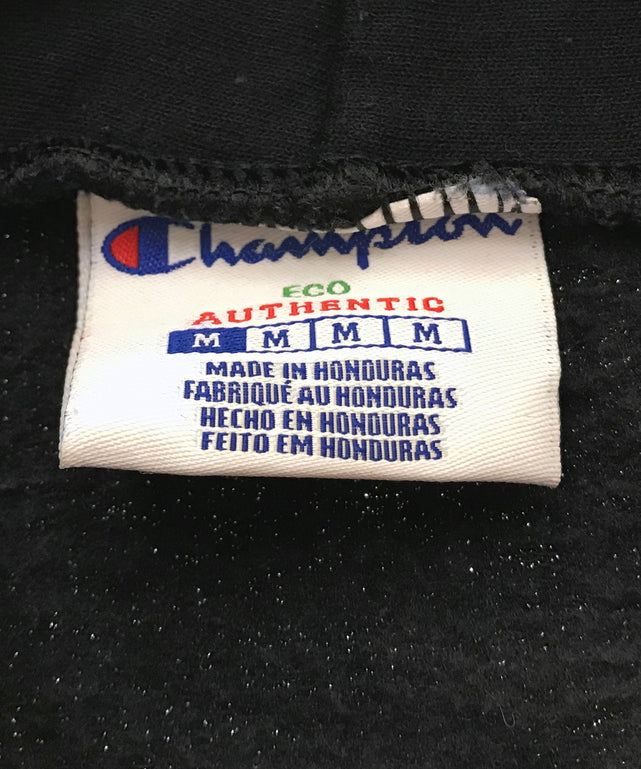 Champion
ECO
AUTHENTIC
M M M M
MADE IN HONDURAS
FABRIQUÉ AU HONDURAS
HECHO EN HONDURAS
FEITO EM HONDURAS